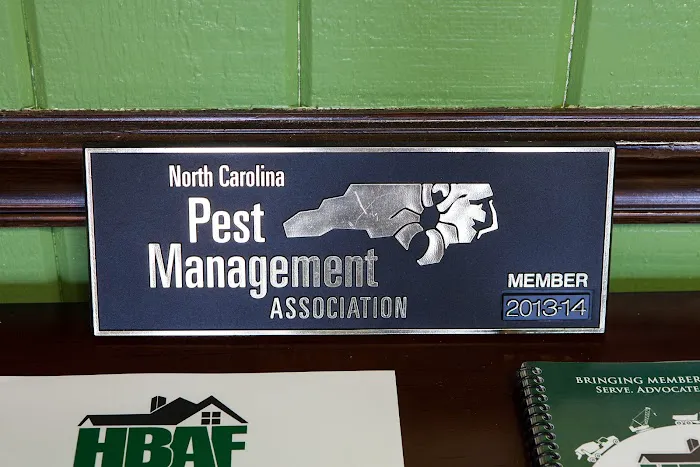 North Carolina
Pest
Management
ASSOCIATION
MEMBER
2013-14
HBAF
BRINGING MEMBER
SERVE. ADVOCATE